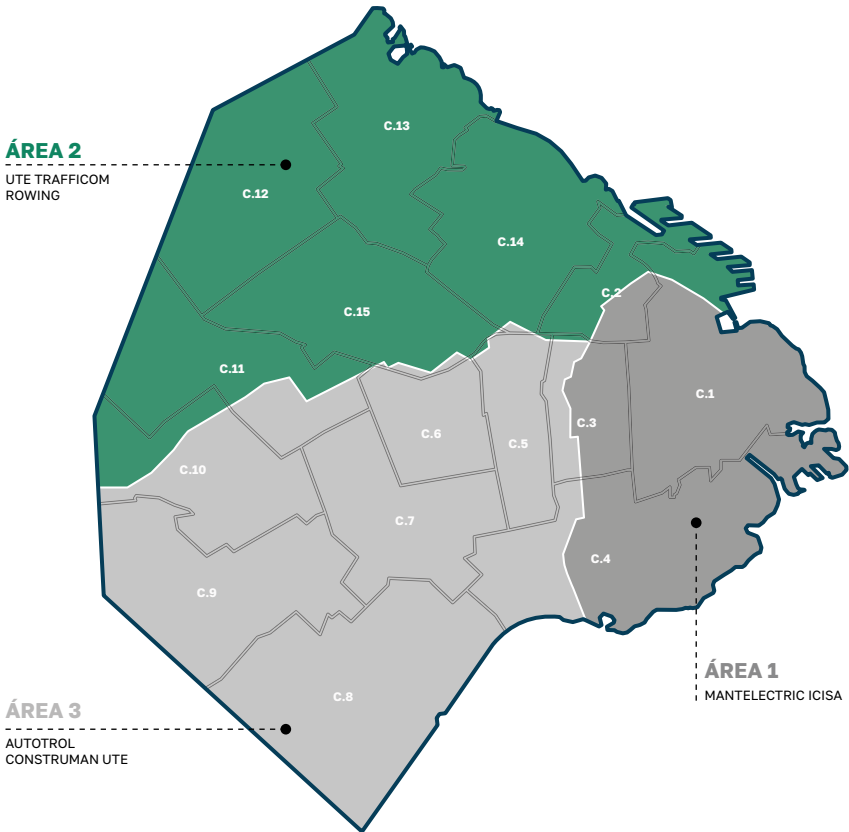 C.13
ÁREA 2
UTE TRAFFICOM
ROWING
C.12
C.14
C.2
C.15
C.11
C.1
C.3
C.6
C.5
C.10
C.7
C.4
C.9
ÁREA 1
MANTELECTRIC ICISA
C.8
ÁREA 3
AUTOTROL
CONSTRUMAN UTE